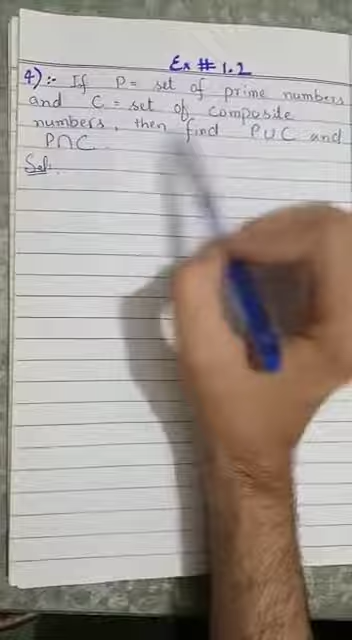 Ex # 1.2
4):- If P = set of prime numbers
and C = set of composite
numbers, then find P∪C and
P∩C.
Sol: